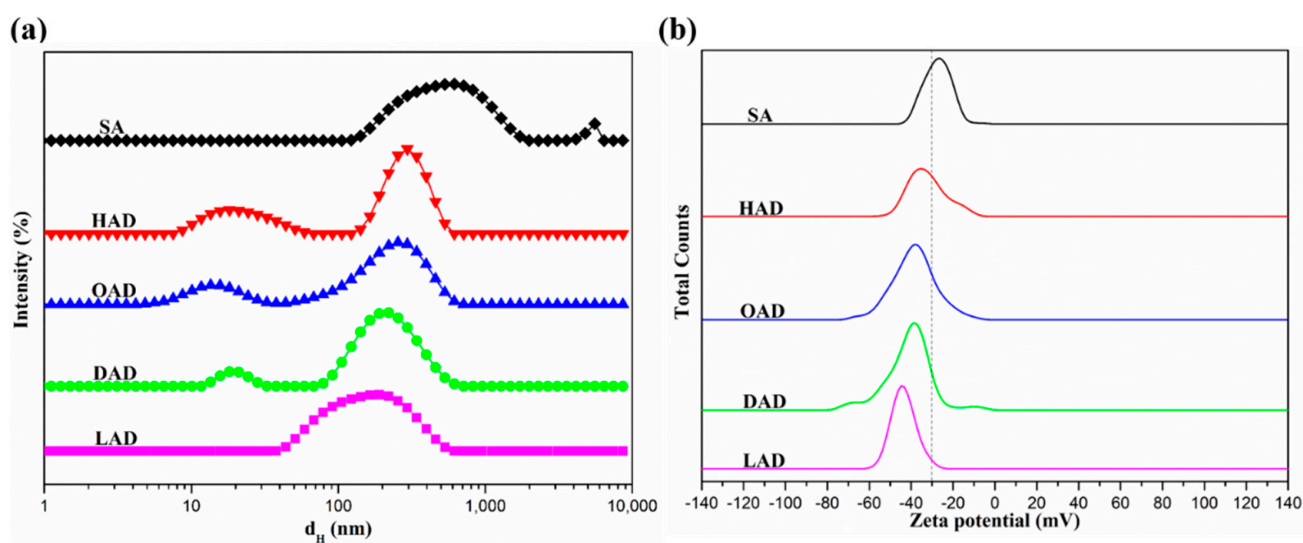 (a)
SA
HAD
OAD
DAD
LAD
Intensity (%)
1 10 100 1,000 10,000
dH (nm)
(b)
SA
HAD
OAD
DAD
LAD
Total Counts
-140 -120 -100 -80 -60 -40 -20 0 20 40 60 80 100 120 140
Zeta potential (mV)